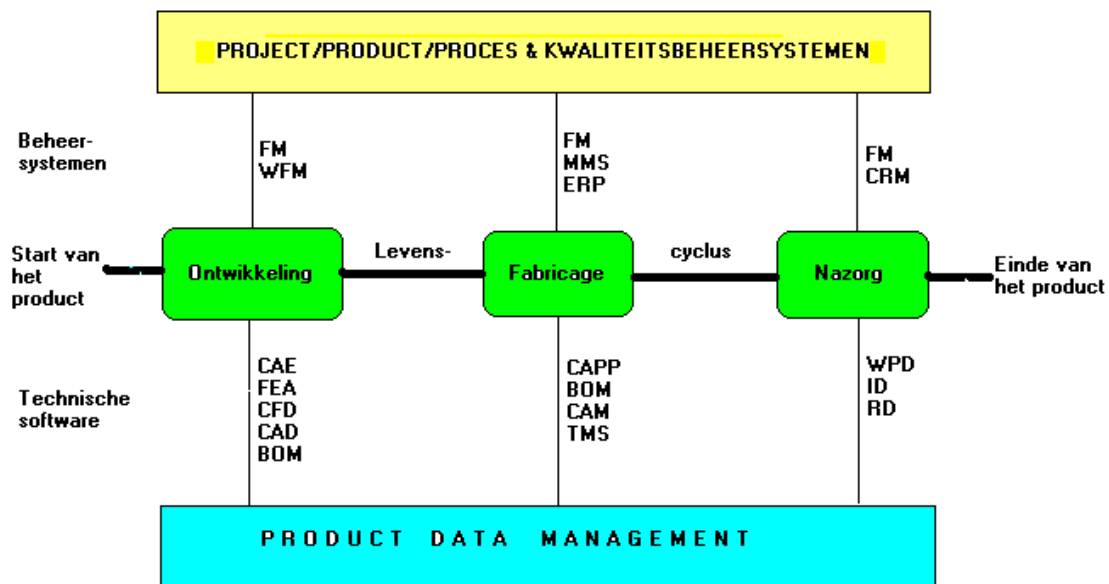 PROJECT/PRODUCT/PROCES & KWALITEITSBEHEERSYSTEMEN
Beheer-
systemen
FM
WFM
FM
MMS
ERP
FM
CRM
Start van
het
product
Ontwikkeling
Levens-
Fabricage
cyclus
Nazorg
Einde van
het product
Technische
software
CAE
FEA
CFD
CAD
BOM
CAPP
BOM
CAM
TMS
WPD
ID
RD
PRODUCT DATA MANAGEMENT